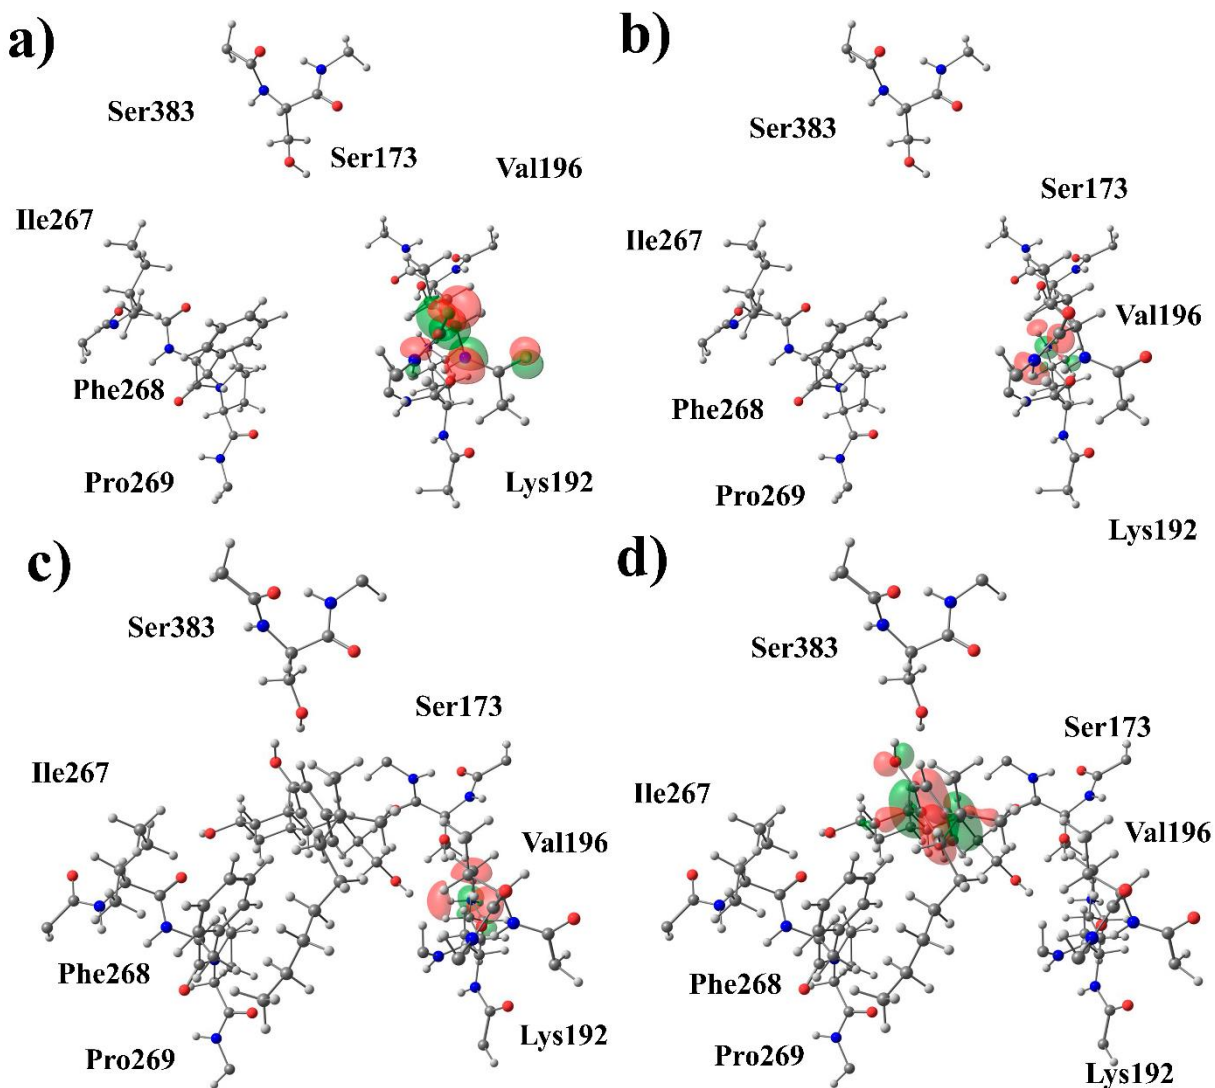 a)
Ser383
Ser173
Val196
Ile267
Phe268
Pro269
Lys192
b)
Ser383
Ser173
Ile267
Val196
Phe268
Pro269
Lys192
c)
Ser383
Ser173
Ile267
Val196
Phe268
Pro269
Lys192
d)
Ser383
Ser173
Ile267
Val196
Phe268
Pro269
Lys192